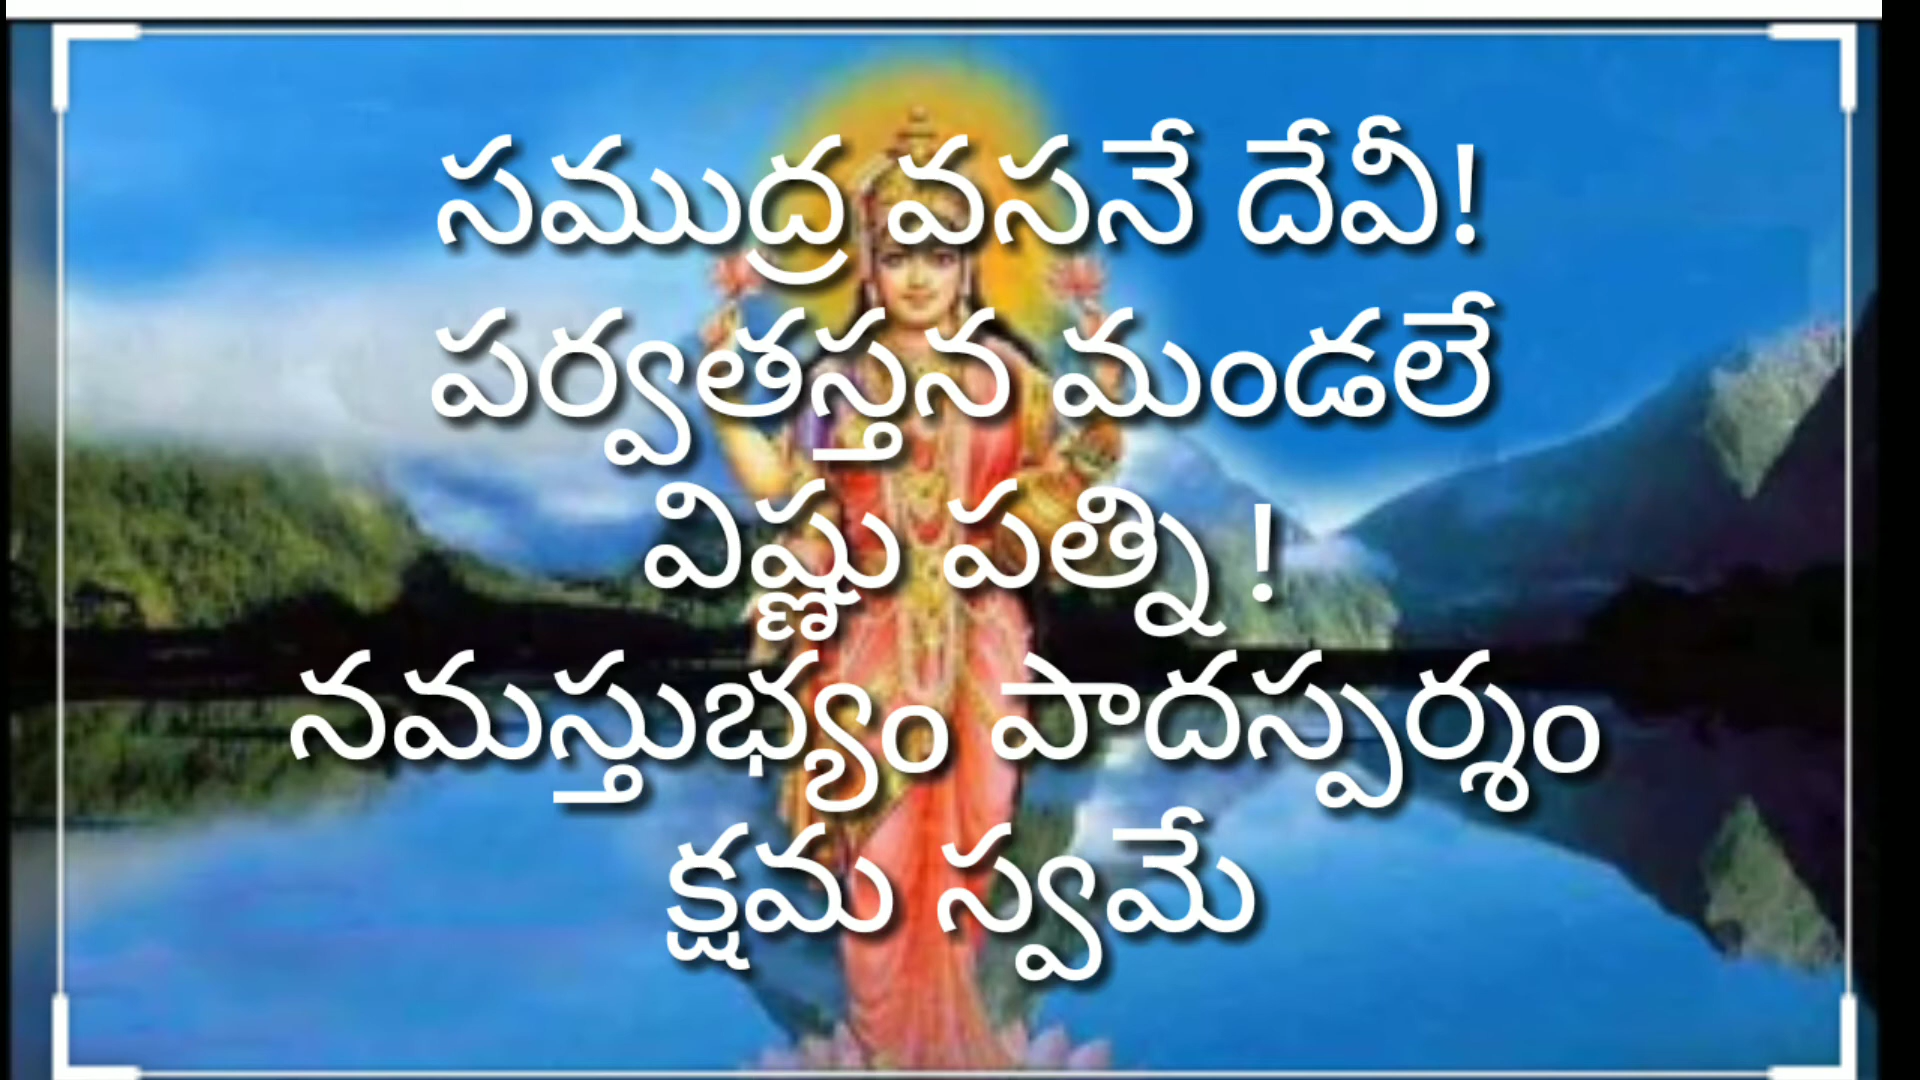 సముద్ర వసనే దేవీ!
పర్వతస్తన మండలే
విష్ణు పత్ని !
నమస్తుభ్యం పాదస్పర్శం
క్షమ స్వమే